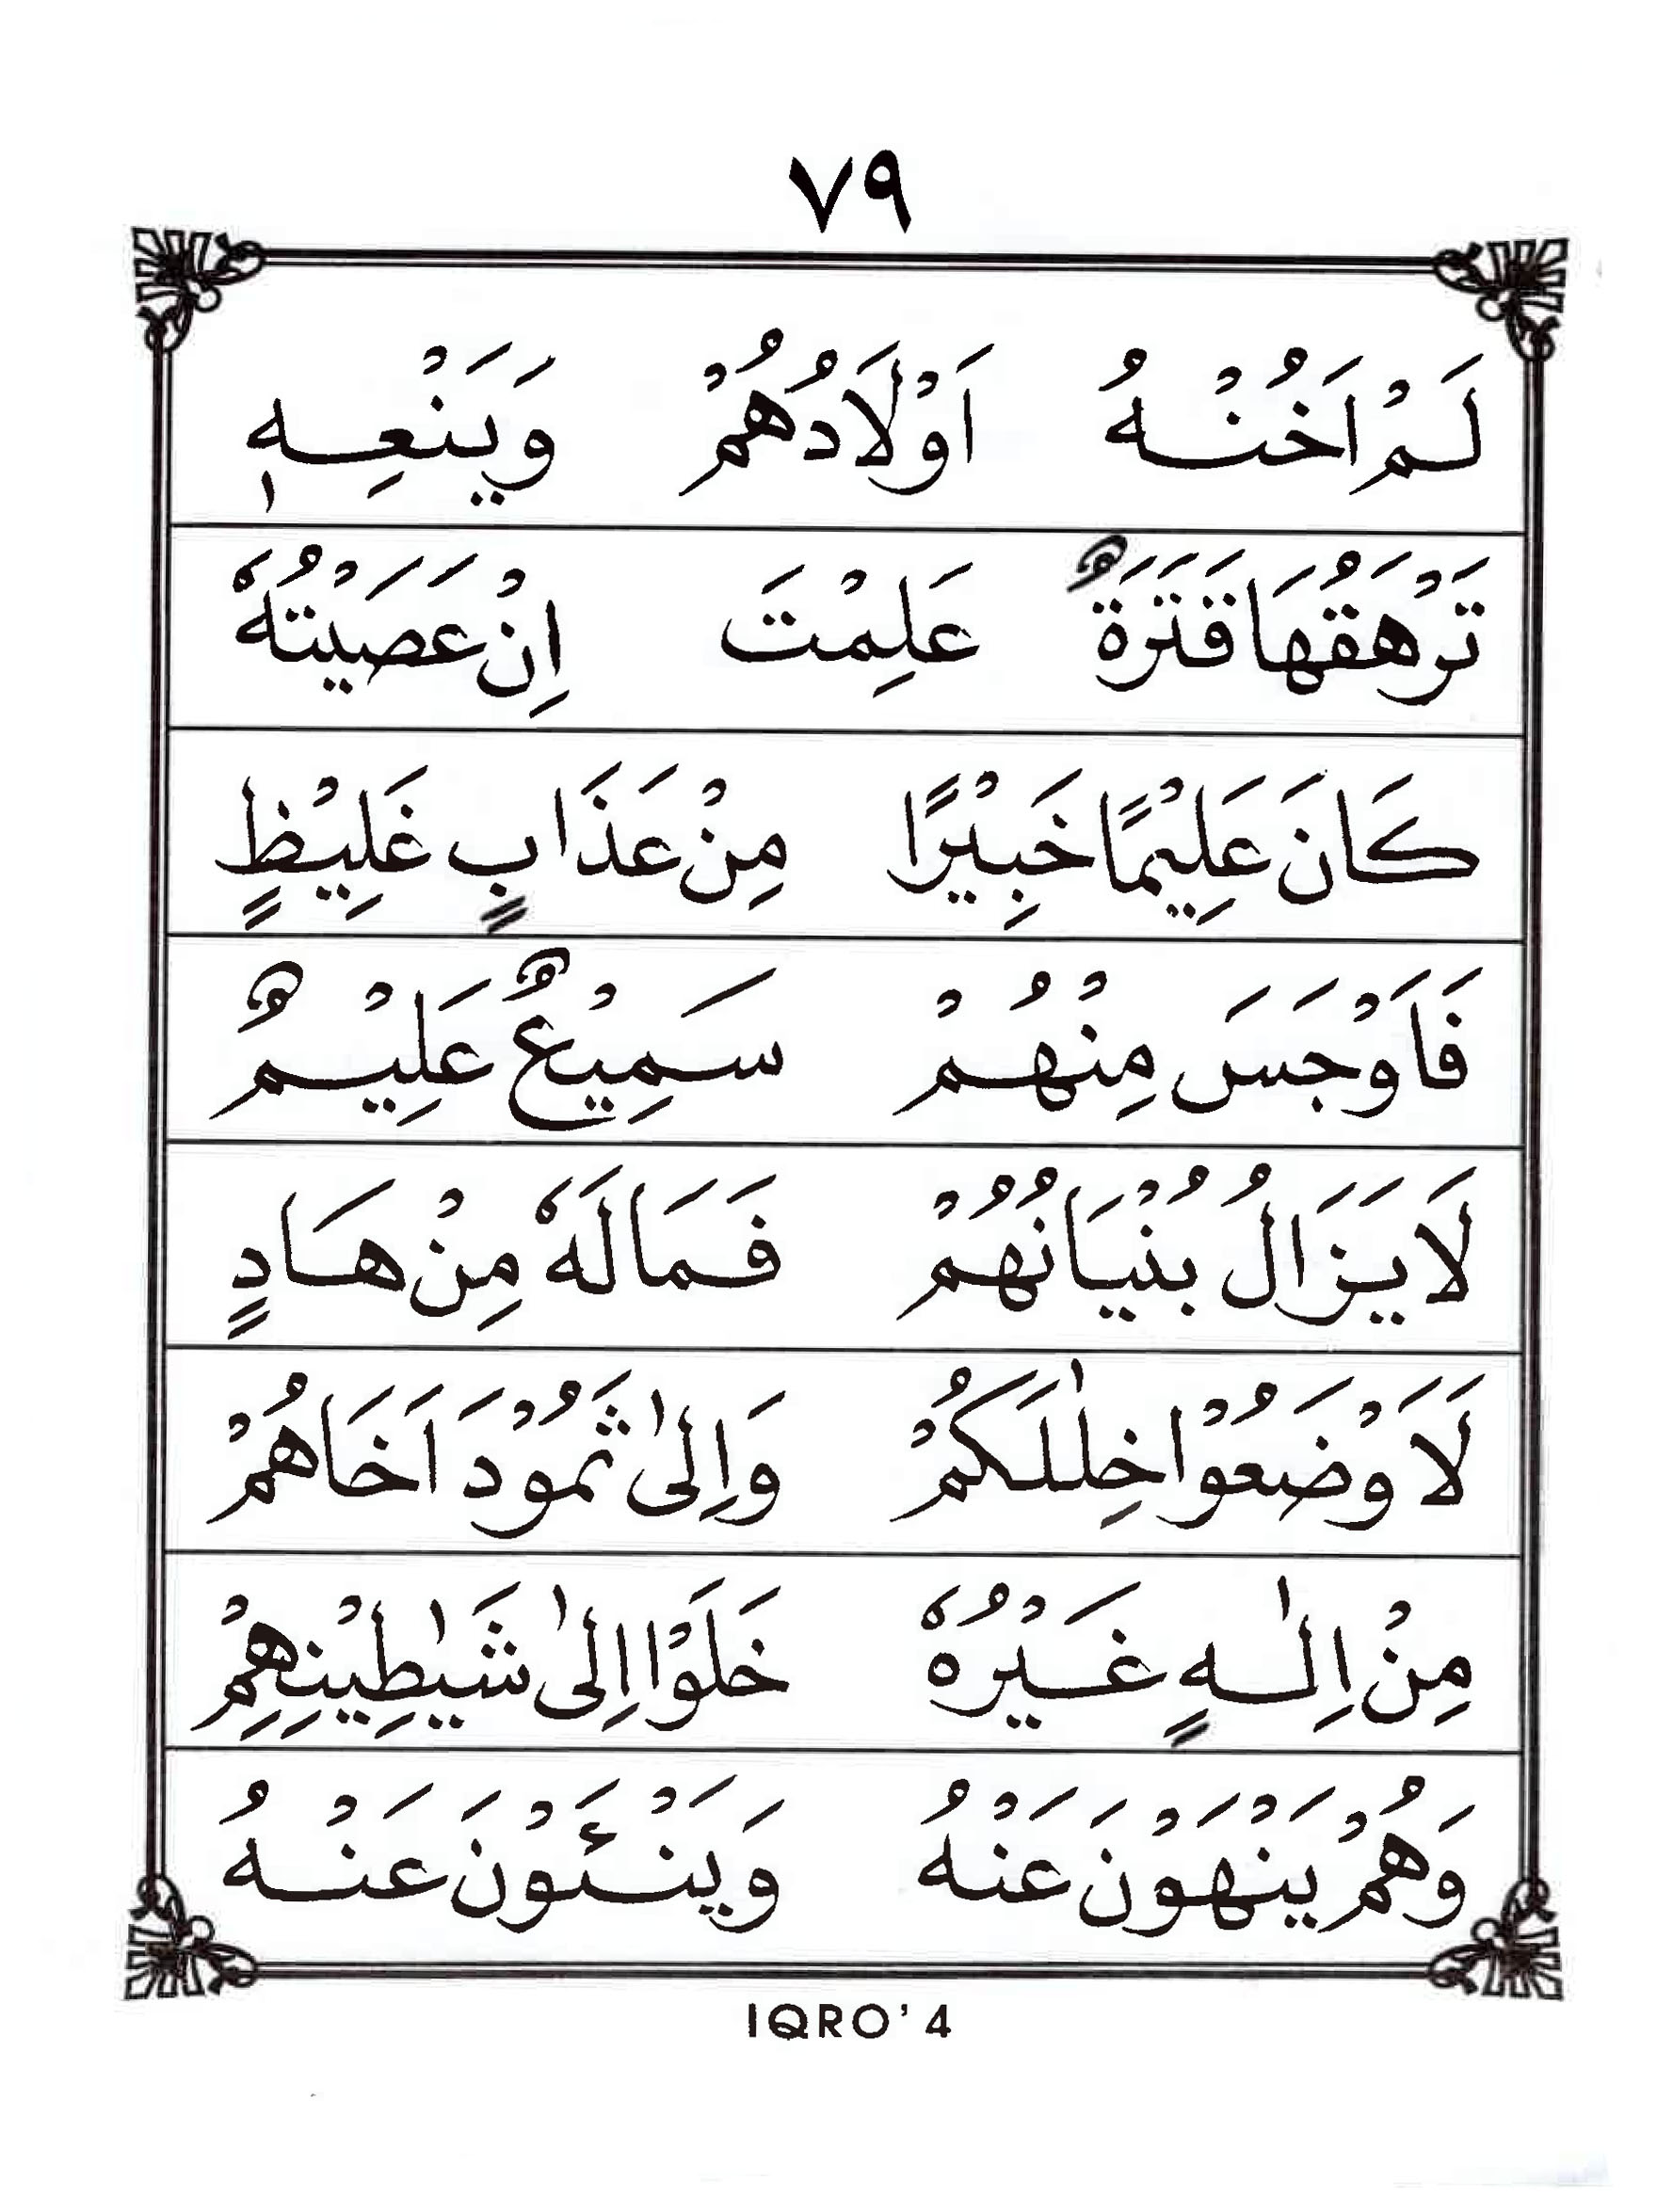 ٧٩
لَمْ اَخُنْهُ اَوْلَادُهُمْ وَيَنْعِهٖ
تَرْهَقُهَا قَتَرَةٌ عَلِمْتَ اِنْ عَصَيْتُهٗ
كَانَ عَلِيْمًا خَبِيْرًا مِنْ عَذَابٍ غَلِيْظٍ
فَاَوْجَسَ مِنْهُمْ سَمِيْعٌ عَلِيْمٌ
لَا يَزَالُ بُنْيَانُهُمْ فَمَالَهٗ مِنْ هَادٍ
لَاَوْضَعُوْا خِلٰلَكُمْ وَاِلٰى ثَمُوْدَ اَخَاهُمْ
مِنْ اِلٰهٍ غَيْرُهٗ خَلَوْا اِلٰى شَيٰطِيْنِهِمْ
وَهُمْ يَنْهَوْنَ عَنْهُ وَيَنْـَٔوْنَ عَنْهُ
IQRO' 4